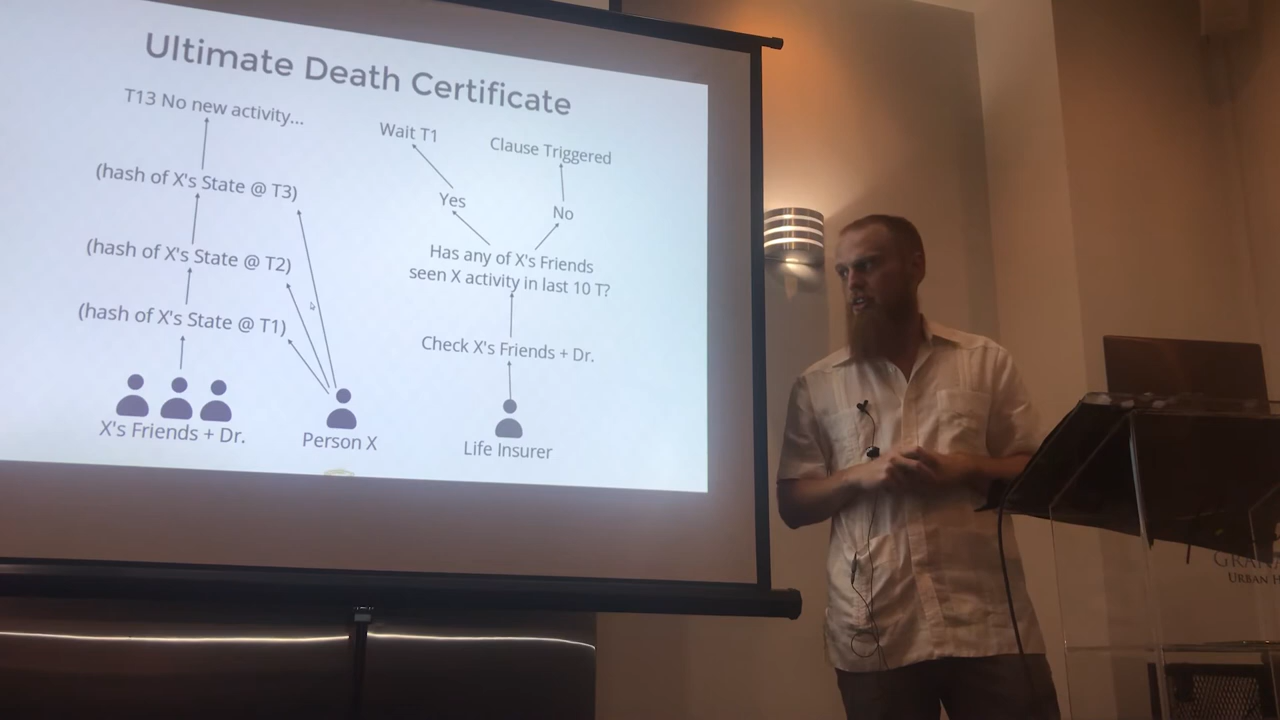 Ultimate Death Certificate
T13 No new activity...
(hash of X's State @ T3)
(hash of X's State @ T2)
(hash of X's State @ T1)
X's Friends + Dr.
Person X
Wait T1
Clause Triggered
Yes
No
Has any of X's Friends
seen X activity in last 10 T?
Check X's Friends + Dr.
Life Insurer
URBAN